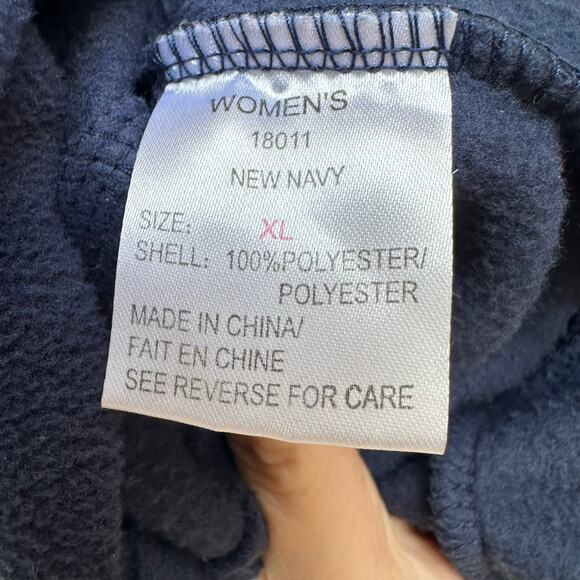 WOMEN'S
18011
NEW NAVY
SIZE: XL
SHELL: 100%POLYESTER/
POLYESTER
MADE IN CHINA/
FAIT EN CHINE
SEE REVERSE FOR CARE